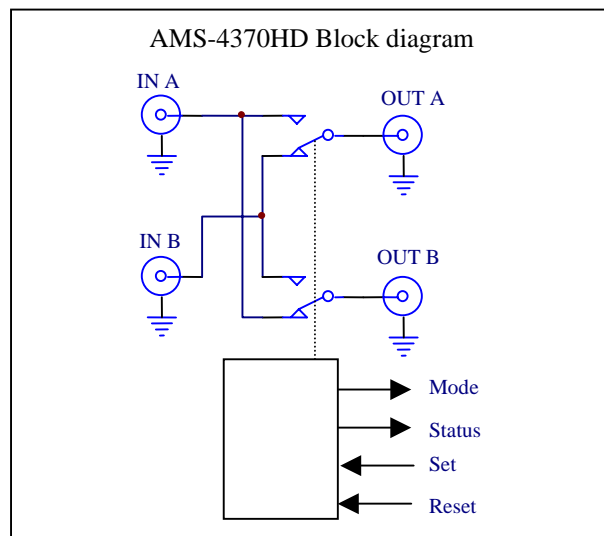 AMS-4370HD Block diagram
IN A
OUT A
IN B
OUT B
Mode
Status
Set
Reset